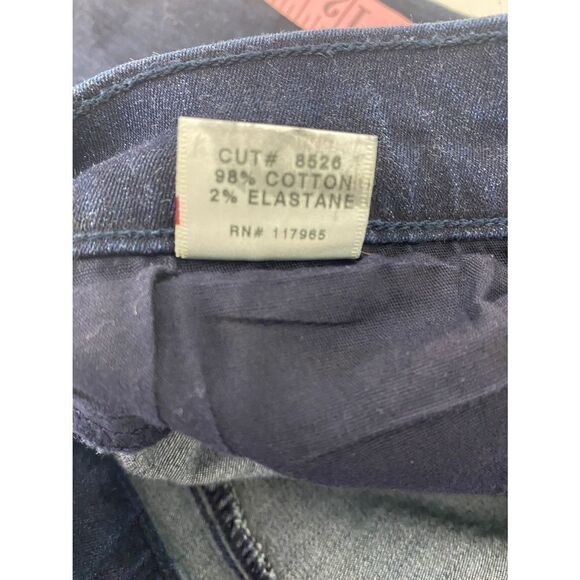 CUT# 8526
98% COTTON
2% ELASTANE
RN# 117965